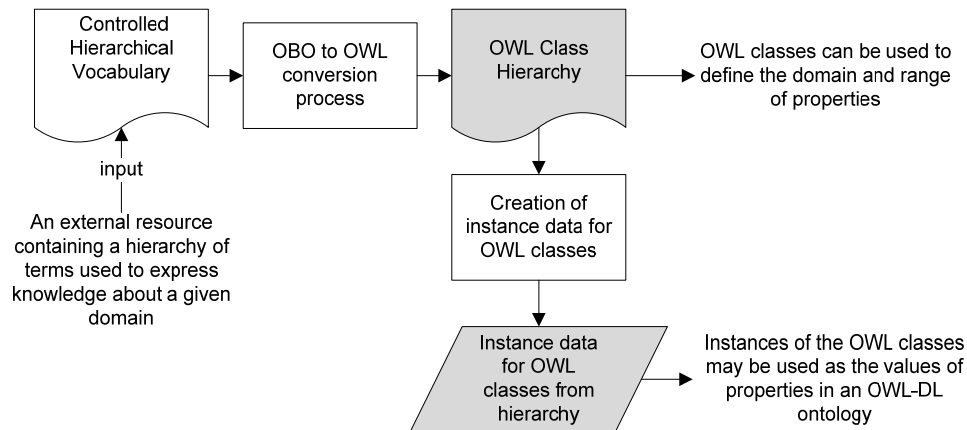 Controlled
Hierarchical
Vocabulary
OBO to OWL
conversion
process
OWL Class
Hierarchy
OWL classes can be used to
define the domain and range
of properties
input
An external resource
containing a hierarchy of
terms used to express
knowledge about a given
domain
Creation of
instance data for
OWL classes
Instance data
for OWL
classes from
hierarchy
Instances of the OWL classes
may be used as the values of
properties in an OWL-DL
ontology